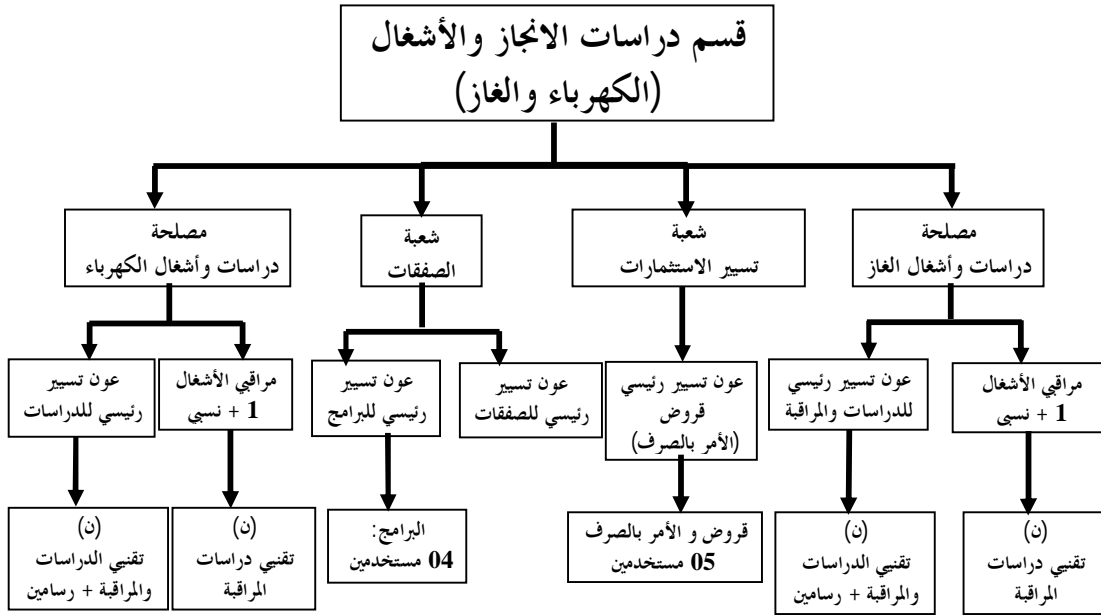 قسم دراسات الانجاز والأشغال
(الكهرباء والغاز)
مصلحة
دراسات وأشغال الغاز
شعبة
تسيير الاستثمارات
شعبة
الصفقات
مصلحة
دراسات وأشغال الكهرباء
مراقبي الأشغال
1 + نسبى
عون تسيير رئيسي
للدراسات والمراقبة
عون تسيير رئيسي
قروض
(الأمر بالصرف)
عون تسيير
رئيسي للصفقات
عون تسيير
رئيسي للبرامج
مراقبي الأشغال
1 + نسبي
عون تسيير
رئيسي للدراسات
(ن)
تقنيي دراسات
المراقبة
(ن)
تقنيي الدراسات
والمراقبة + رسامين
قروض و الأمر بالصرف
05 مستخدمين
البرامج:
04 مستخدمين
(ن)
تقنيي دراسات
المراقبة
(ن)
تقنيي الدراسات
والمراقبة + رسامين